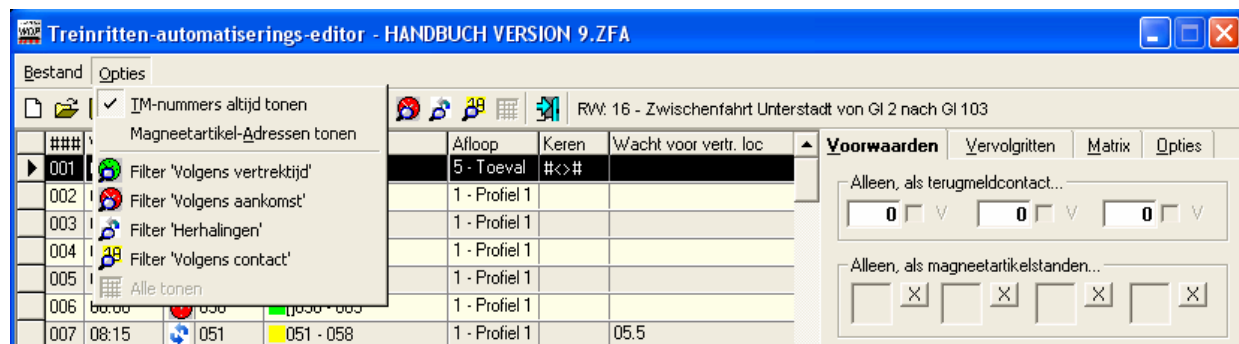 Treinritten-automatiserings-editor - HANDBUCH VERSION 9.ZFA
Bestand Opties
TM-nummers altijd tonen
Magneetartikel-Adressen tonen
Filter 'Volgens vertrektijd'
Filter 'Volgens aankomst'
Filter 'Herhalingen'
Filter 'Volgens contact'
Alle tonen
RW: 16 - Zwischenfahrt Unterstadt von Gl 2 nach Gl 103
### Afloop Keren Wacht voor vertr. loc
001 5 - Toeval #<>#
002 1 - Profiel 1
003 1 - Profiel 1
004 1 - Profiel 1
005 1 - Profiel 1
006 1 - Profiel 1
007 08:15 051 051 - 058 1 - Profiel 1 05.5
Voorwaarden Vervolgritten Matrix Opties
Alleen, als terugmeldcontact...
0 V 0 V 0 V
Alleen, als magneetartikelstanden...
X X X X